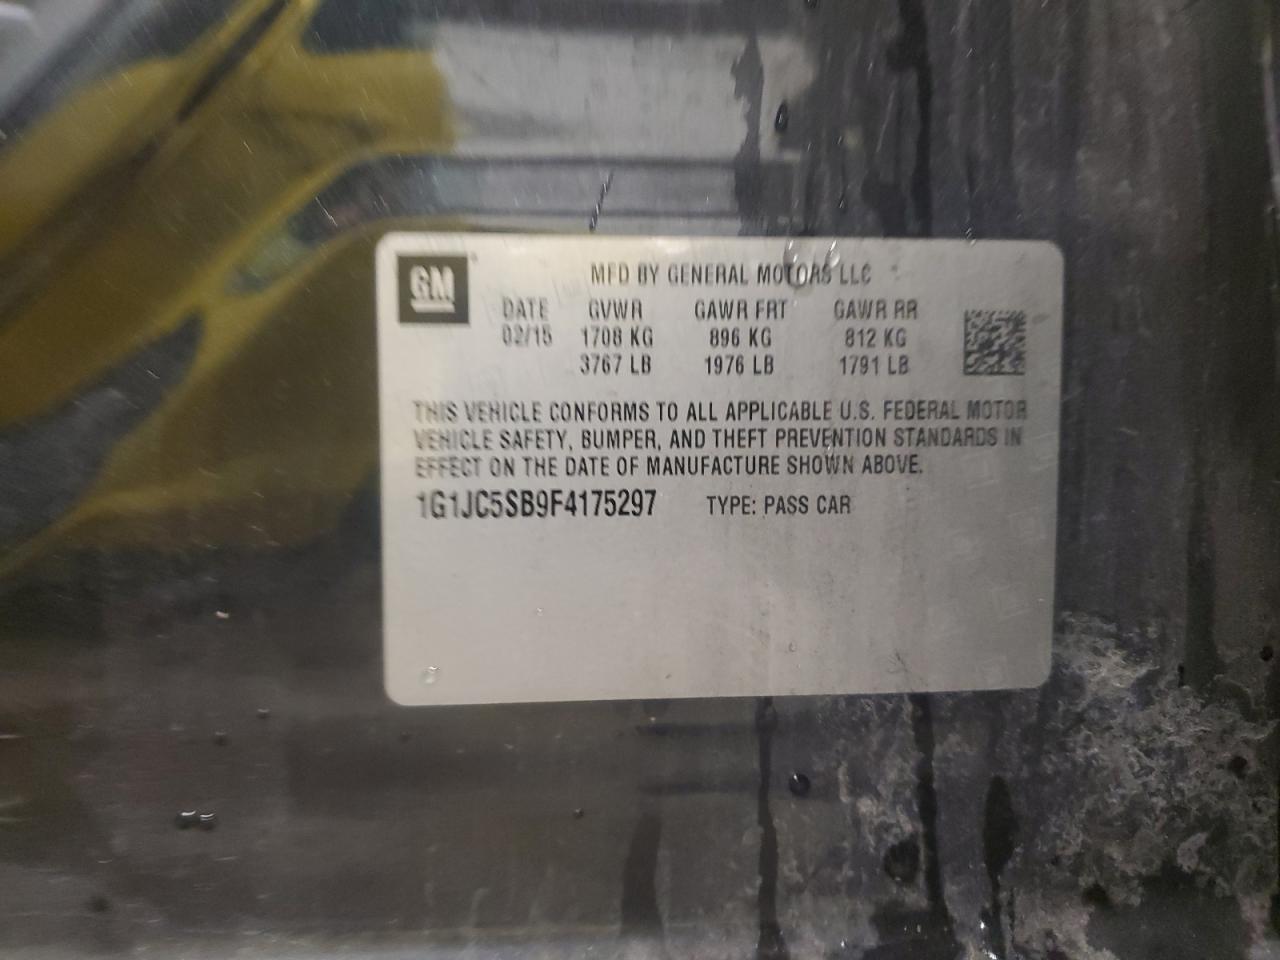 GM
MFD BY GENERAL MOTORS LLC
DATE GVWR GAWR FRT GAWR RR
02/15 1708 KG 896 KG 812 KG
3767 LB 1976 LB 1791 LB
THIS VEHICLE CONFORMS TO ALL APPLICABLE U.S. FEDERAL MOTOR
VEHICLE SAFETY, BUMPER, AND THEFT PREVENTION STANDARDS IN
EFFECT ON THE DATE OF MANUFACTURE SHOWN ABOVE.
1G1JC5SB9F4175297 TYPE: PASS CAR